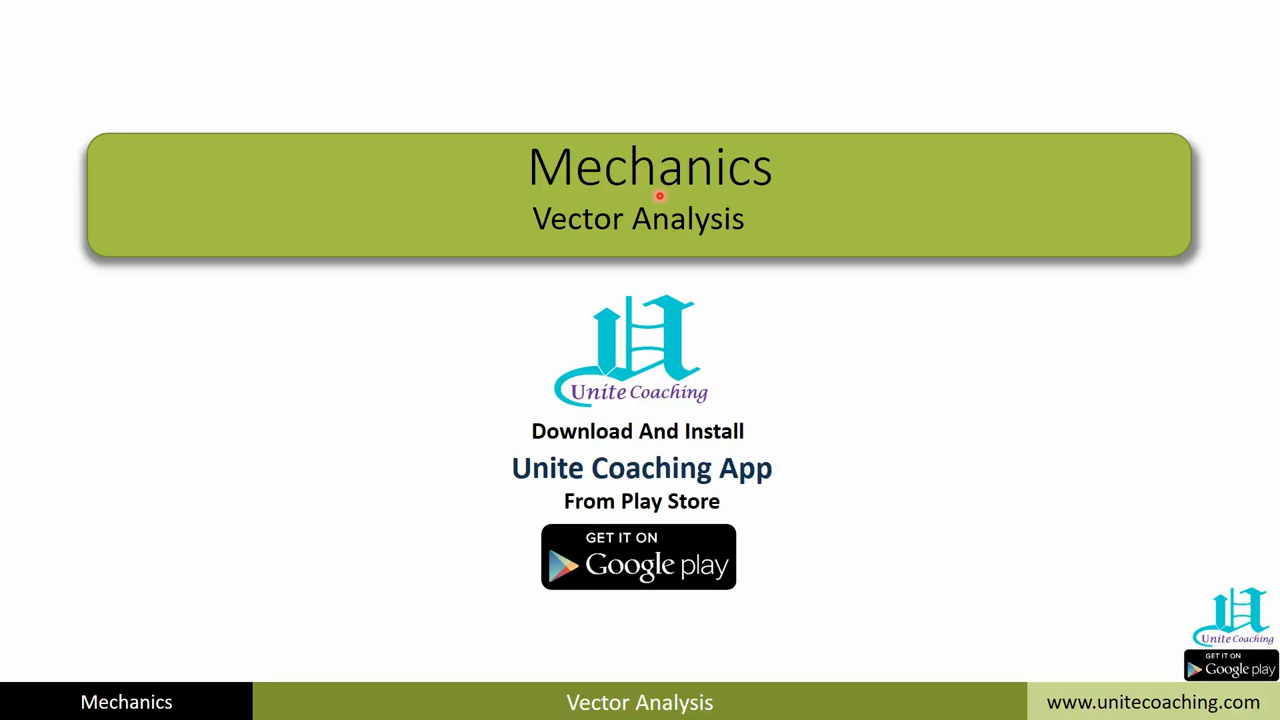 Mechanics
Vector Analysis
Unite Coaching
Download And Install
Unite Coaching App
From Play Store
GET IT ON
Google play
Unite Coaching
GET IT ON
Google play
Mechanics
Vector Analysis
www.unitecoaching.com